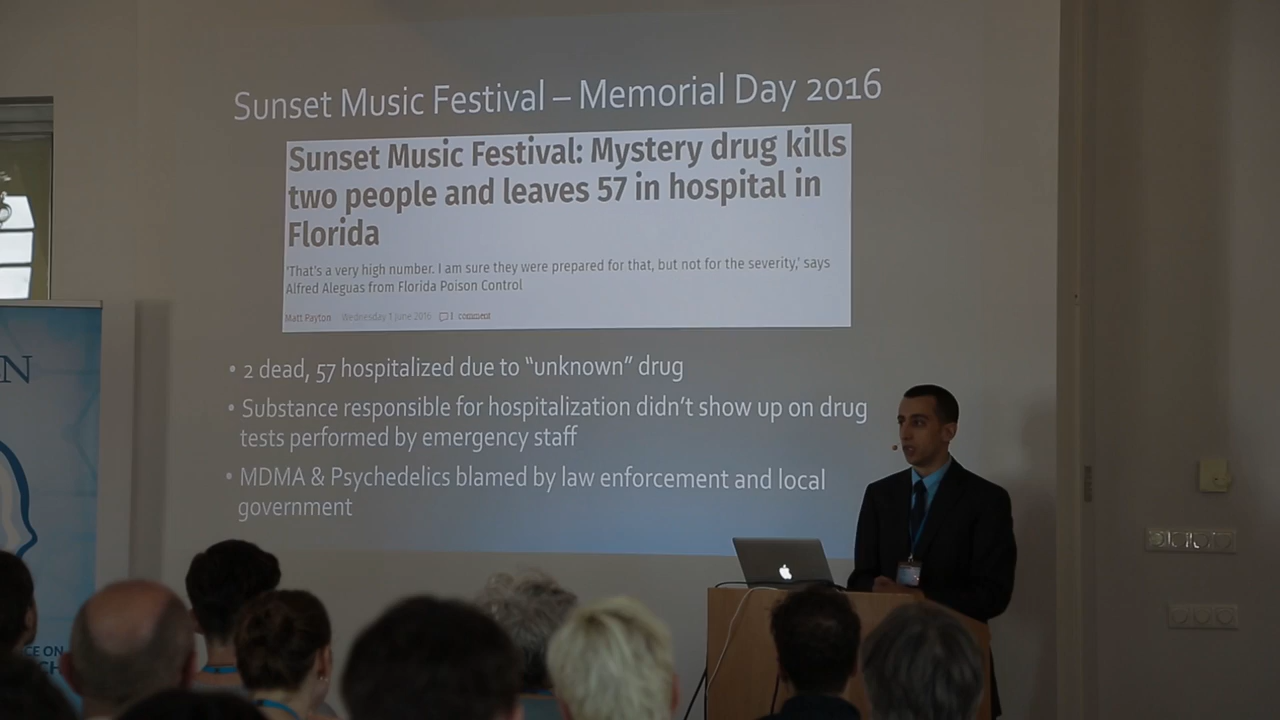 Sunset Music Festival – Memorial Day 2016
Sunset Music Festival: Mystery drug kills
two people and leaves 57 in hospital in
Florida
'That's a very high number. I am sure they were prepared for that, but not for the severity,' says
Alfred Aleguas from Florida Poison Control
Matt Payton Wednesday 1 June 2016 1 comment
• 2 dead, 57 hospitalized due to “unknown” drug
• Substance responsible for hospitalization didn’t show up on drug
tests performed by emergency staff
• MDMA & Psychedelics blamed by law enforcement and local
government
N
CE ON
CH